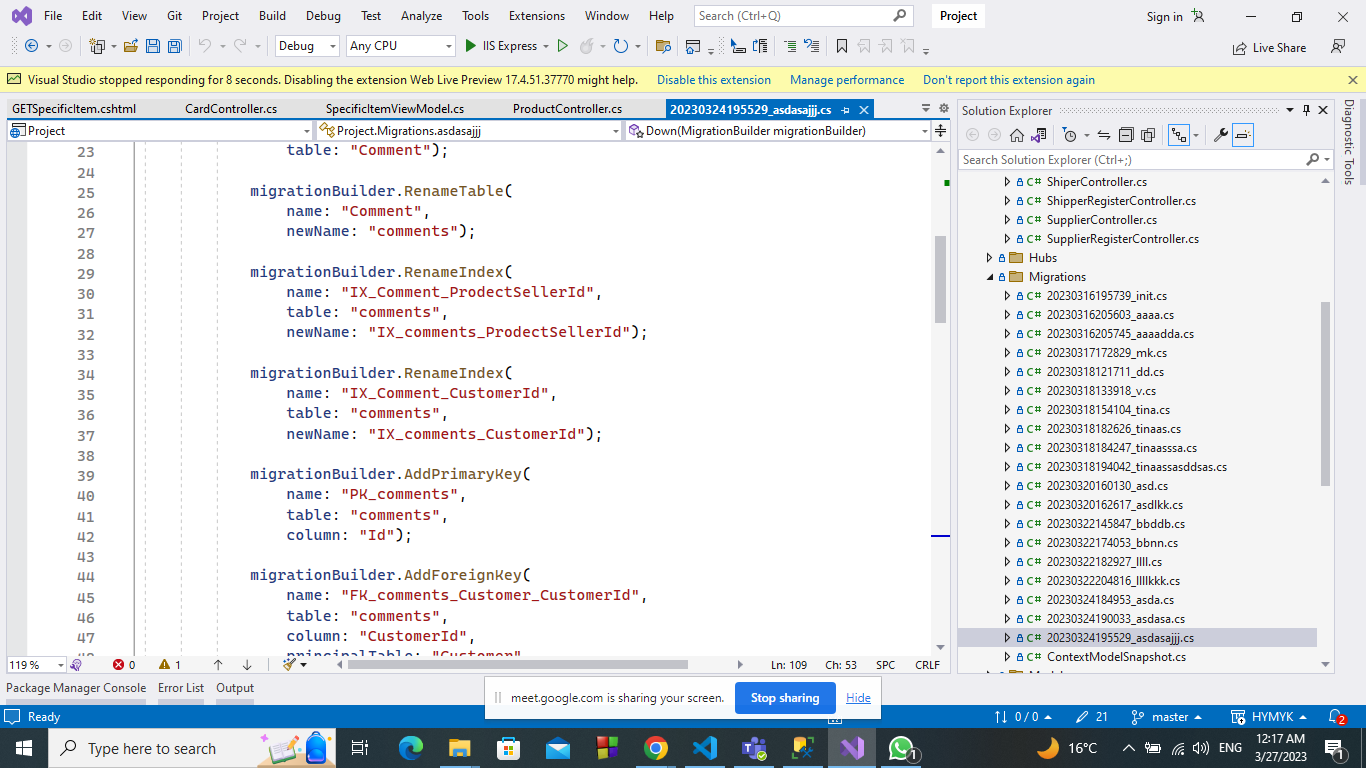 File Edit View Git Project Build Debug Test Analyze Tools Extensions Window Help Search (Ctrl+Q) Project Sign in
Debug Any CPU IIS Express Live Share
Visual Studio stopped responding for 8 seconds. Disabling the extension Web Live Preview 17.4.51.37770 might help. Disable this extension Manage performance Don't report this extension again
GETSpecificItem.cshtml CardController.cs SpecificItemViewModel.cs ProductController.cs 20230324195529_asdasajjj.cs
Project Project.Migrations.asdasajjj Down(MigrationBuilder migrationBuilder)
23 table: "Comment");
24
25 migrationBuilder.RenameTable(
26 name: "Comment",
27 newName: "comments");
28
29 migrationBuilder.RenameIndex(
30 name: "IX_Comment_ProdectSellerId",
31 table: "comments",
32 newName: "IX_comments_ProdectSellerId");
33
34 migrationBuilder.RenameIndex(
35 name: "IX_Comment_CustomerId",
36 table: "comments",
37 newName: "IX_comments_CustomerId");
38
39 migrationBuilder.AddPrimaryKey(
40 name: "PK_comments",
41 table: "comments",
42 column: "Id");
43
44 migrationBuilder.AddForeignKey(
45 name: "FK_comments_Customer_CustomerId",
46 table: "comments",
47 column: "CustomerId",
48 principalTable: "Customer"
119 % 0 1 Ln: 109 Ch: 53 SPC CRLF
Package Manager Console Error List Output
Solution Explorer
Search Solution Explorer (Ctrl+;)
C# ShiperController.cs
C# ShipperRegisterController.cs
C# SupplierController.cs
C# SupplierRegisterController.cs
Hubs
Migrations
C# 20230316195739_init.cs
C# 20230316205603_aaaa.cs
C# 20230316205745_aaaadda.cs
C# 20230317172829_mk.cs
C# 20230318121711_dd.cs
C# 20230318133918_v.cs
C# 20230318154104_tina.cs
C# 20230318182626_tinaas.cs
C# 20230318184247_tinaasssa.cs
C# 20230318194042_tinaassasddsas.cs
C# 20230320160130_asd.cs
C# 20230320162617_asdlkk.cs
C# 20230322145847_bbddb.cs
C# 20230322174053_bbnn.cs
C# 20230322182927_llll.cs
C# 20230322204816_llllkkk.cs
C# 20230324184953_asda.cs
C# 20230324190033_asdasa.cs
C# 20230324195529_asdasajjj.cs
C# ContextModelSnapshot.cs
Diagnostic Tools
meet.google.com is sharing your screen. Stop sharing Hide
Ready 0 / 0 21 master HYMYK 2
Type here to search 1 16°C ENG 12:17 AM
3/27/2023 1